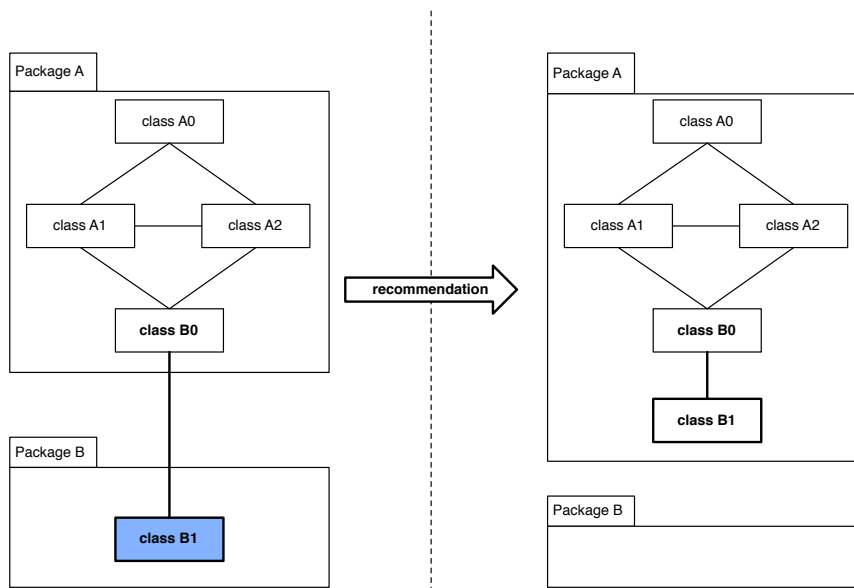 Package A
class A0
class A1
class A2
class B0
Package B
class B1
recommendation
Package A
class A0
class A1
class A2
class B0
class B1
Package B